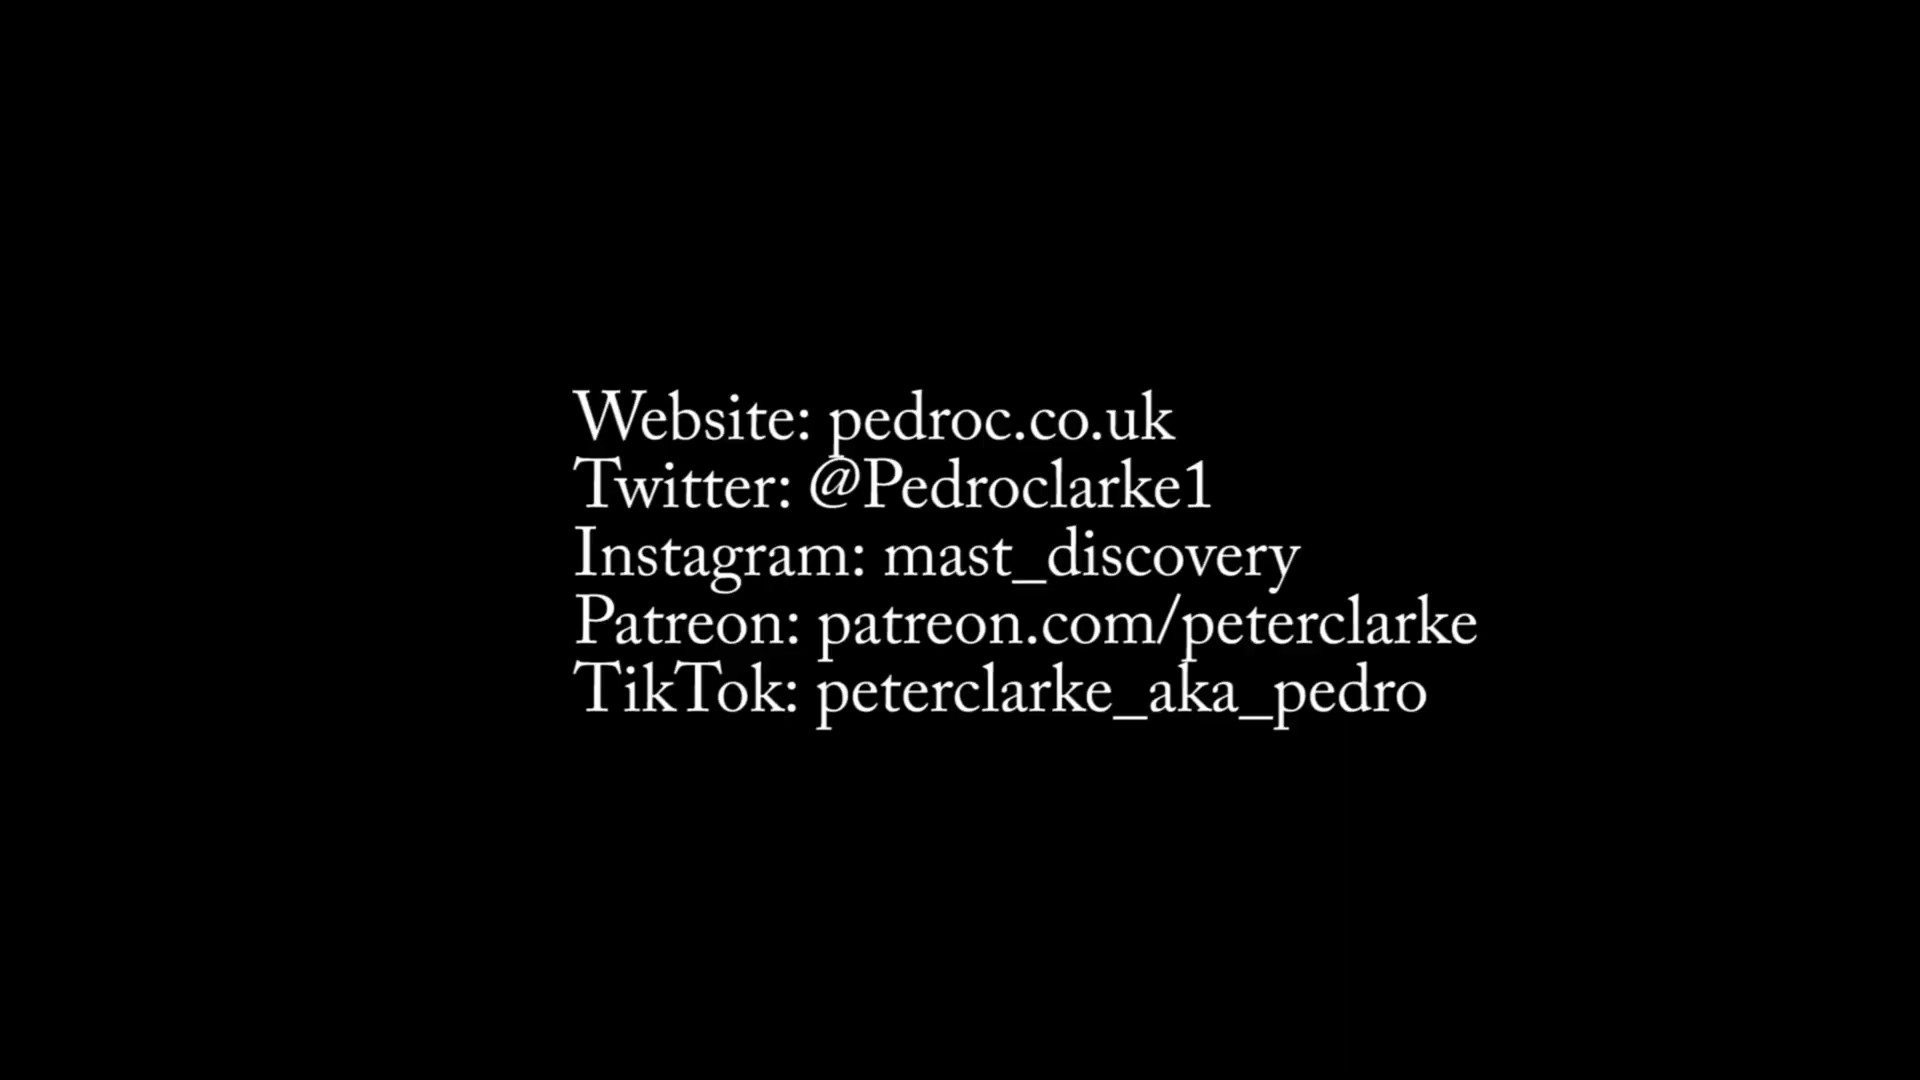 Website: pedroc.co.uk
Twitter: @Pedroclarke1
Instagram: mast_discovery
Patreon: patreon.com/peterclarke
TikTok: peterclarke_aka_pedro